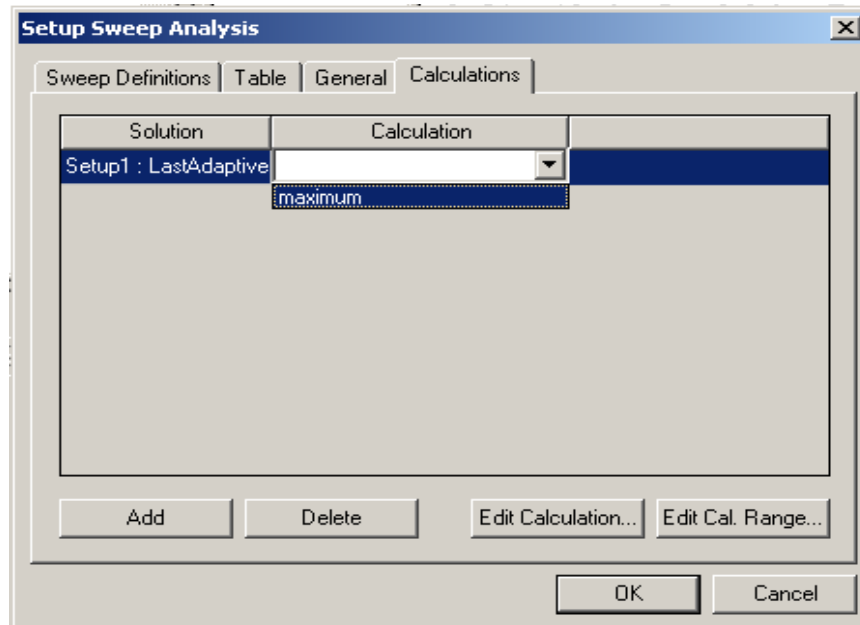 Setup Sweep Analysis
Sweep Definitions Table General Calculations
Solution Calculation
Setup1 : LastAdaptive
maximum
Add Delete Edit Calculation... Edit Cal. Range...
OK Cancel